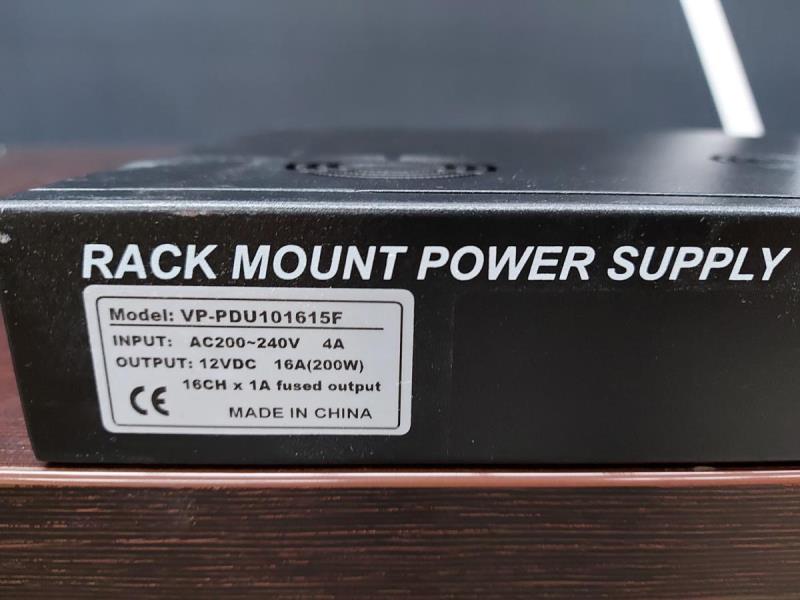 RACK MOUNT POWER SUPPLY
Model: VP-PDU101615F
INPUT: AC200~240V 4A
OUTPUT: 12VDC 16A(200W)
16CH x 1A fused output
CE
MADE IN CHINA